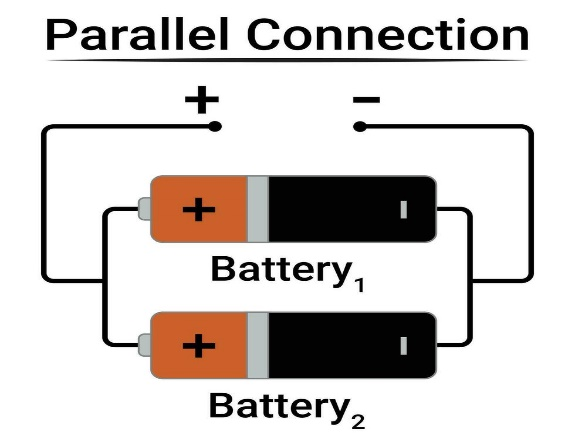 Parallel Connection
+ −
+ -
Battery₁
+ -
Battery₂